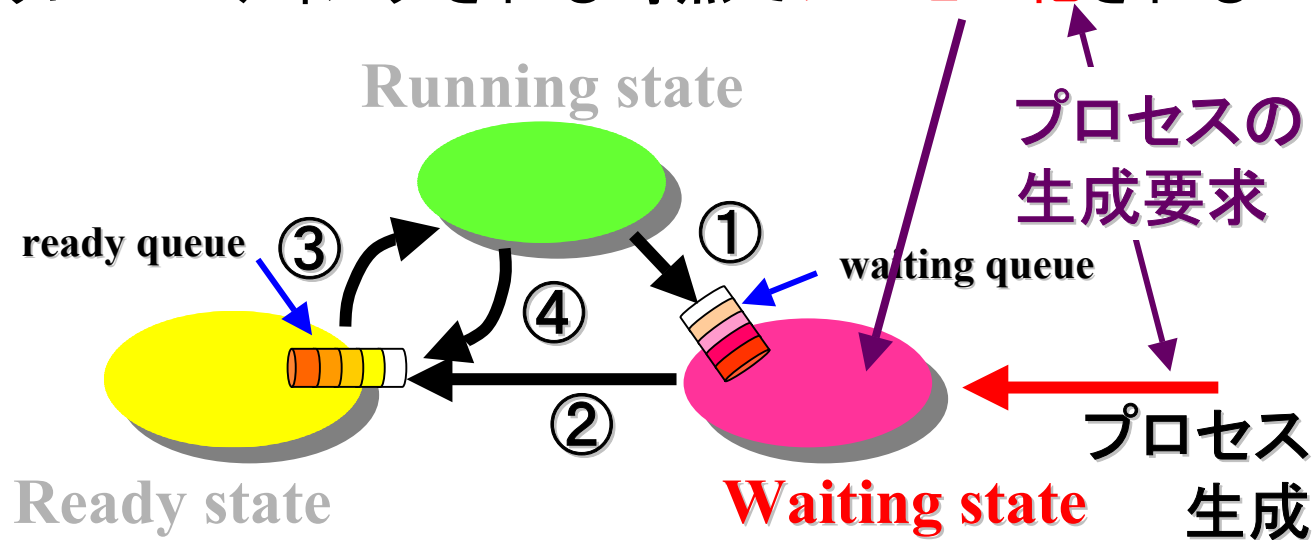 Running state
プロセスの
生成要求
①
ready queue
③
waiting queue
④
②
プロセス
生成
Ready state
Waiting state